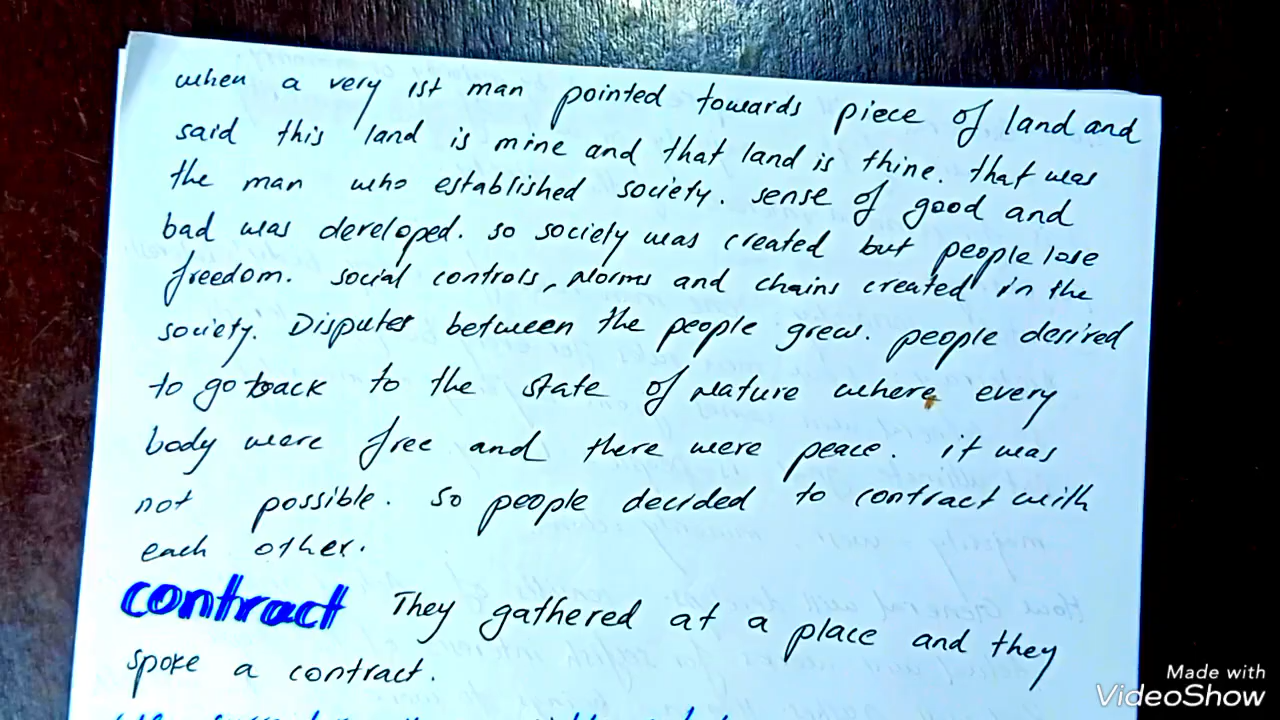 when a very 1st man pointed towards piece of land and
said this land is mine and that land is thine. that was
the man who established society. sense of good and
bad was developed. so society was created but people lose
freedom. social controls, Norms and chains created in the
society. Disputes between the people grew. people desired
to go back to the state of Nature where every
body were free and there were peace. it was
not possible. so people decided to contract with
each other.
contract They gathered at a place and they
spoke a contract.
Made with
VideoShow